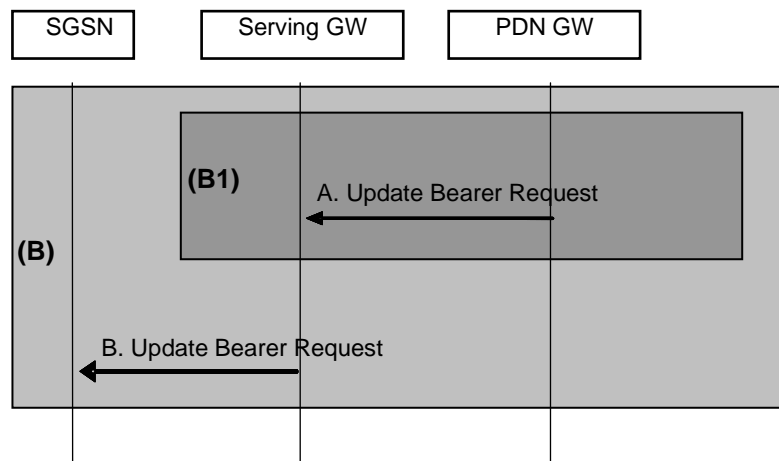 SGSN
Serving GW
PDN GW
(B1)
A. Update Bearer Request
(B)
B. Update Bearer Request